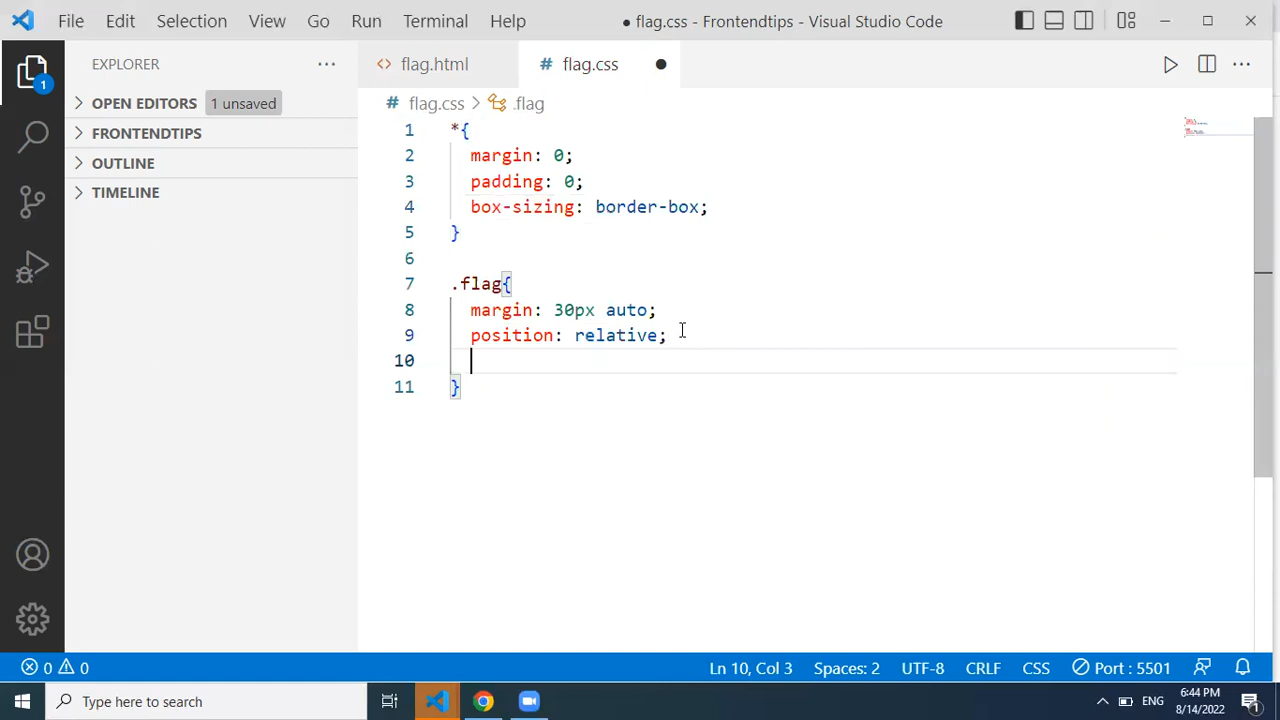 File Edit Selection View Go Run Terminal Help ● flag.css - Frontendtips - Visual Studio Code
EXPLORER ···
OPEN EDITORS 1 unsaved
FRONTENDTIPS
OUTLINE
TIMELINE
1
<> flag.html # flag.css ●
# flag.css > .flag
1 *{
2 margin: 0;
3 padding: 0;
4 box-sizing: border-box;
5 }
6
7 .flag{
8 margin: 30px auto;
9 position: relative;
10
11 }
0 0 Ln 10, Col 3 Spaces: 2 UTF-8 CRLF CSS Port : 5501
Type here to search ENG 6:44 PM
8/14/2022 1